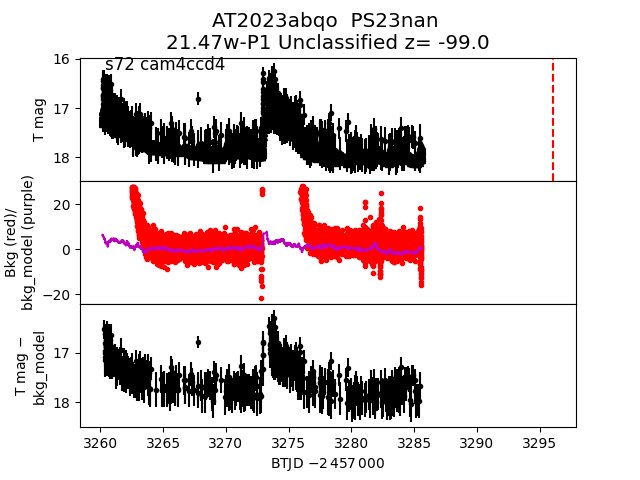 AT2023abqo  PS23nan
21.47w-P1 Unclassified z= -99.0
s72 cam4ccd4
T mag
16
17
18
Bkg (red)/
bkg_model (purple)
20
0
−20
T mag −
bkg_model
17
18
3260 3265 3270 3275 3280 3285 3290 3295
BTJD −2 457 000